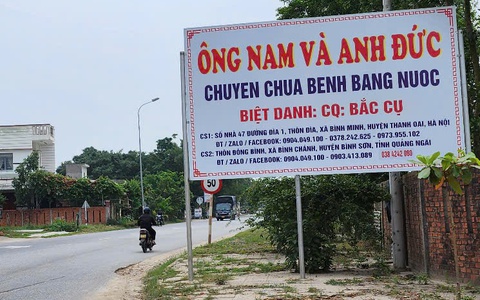 ÔNG NAM VÀ ANH ĐỨC
CHUYEN CHUA BENH BANG NUOC
BIỆT DANH: CQ: BẮC CỤ
CS1: SỐ NHÀ 47 ĐƯỜNG ĐÌA 1, THÔN DÌA, XÃ BÌNH MINH, HUYỆN THANH OAI, HÀ NỘI
ĐT / ZALO / FACEBOOK: 0904.049.100 - 0378.242.625 - 0973.955.102
CS2: THÔN ĐÔNG BÌNH, XÃ BÌNH CHÁNH, HUYỆN BÌNH SƠN, TỈNH QUẢNG NGÃI
ĐT / ZALO / FACEBOOK: 0904.049.100 - 0903.413.089
50